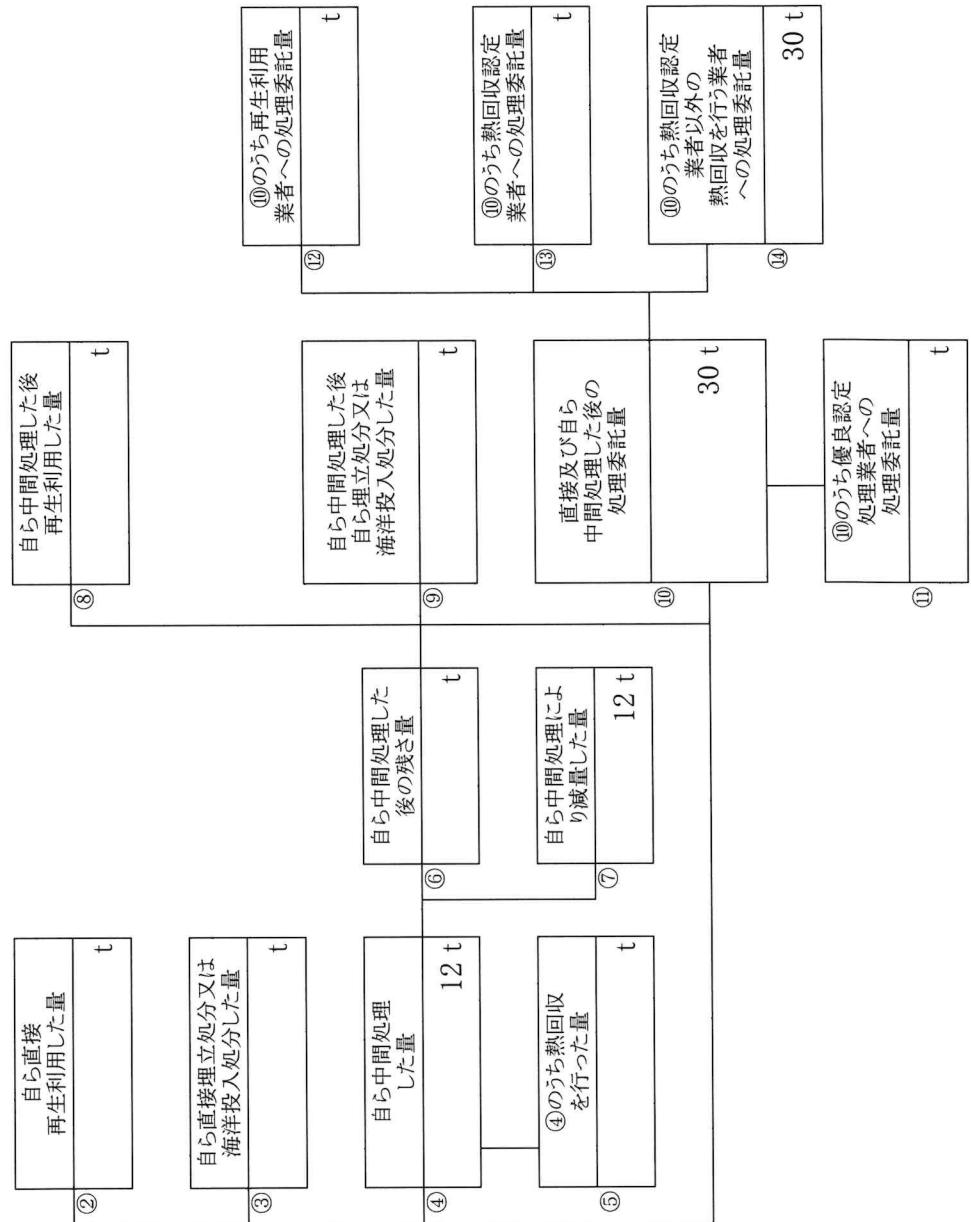 ②
自ら直接
再生利用した量
t
③
自ら直接埋立処分又は
海洋投入処分した量
t
④
自ら中間処理
した量
12 t
⑤
④のうち熱回収
を行った量
t
⑥
自ら中間処理した
後の残さ量
t
⑦
自ら中間処理によ
り減量した量
12 t
⑧
自ら中間処理した後
再生利用した量
t
⑨
自ら中間処理した後
自ら埋立処分又は
海洋投入処分した量
t
⑩
直接及び自ら
中間処理した後の
処理委託量
30 t
⑪
⑩のうち優良認定
処理業者への
処理委託量
t
⑫
⑩のうち再生利用
業者への処理委託量
t
⑬
⑩のうち熱回収認定
業者への処理委託量
t
⑭
⑩のうち熱回収認定
業者以外の
熱回収を行う業者
への処理委託量
30 t